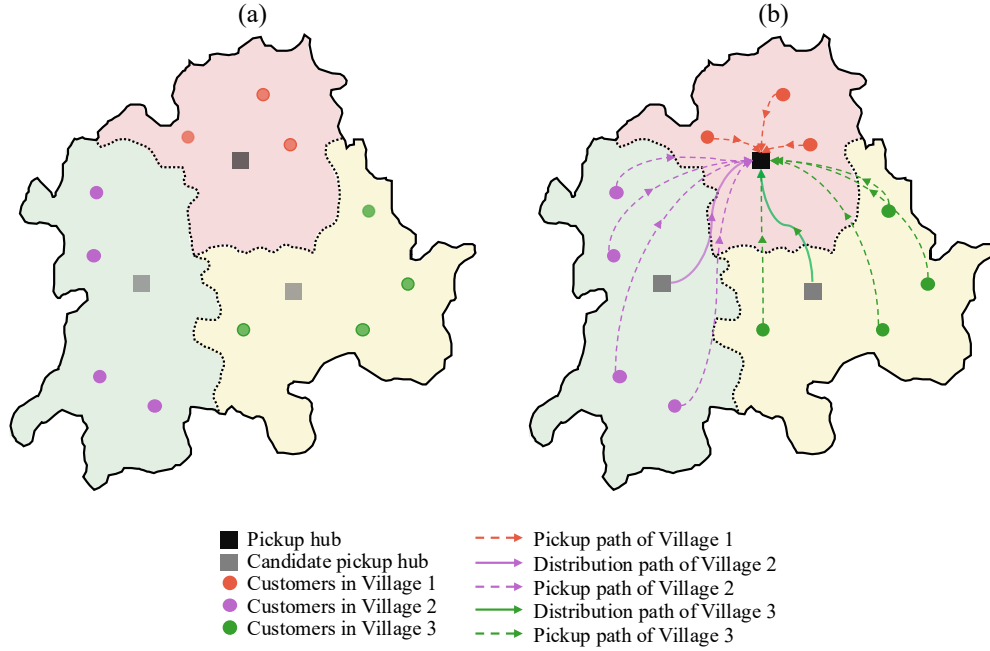 (a)
(b)
Pickup hub
Candidate pickup hub
Customers in Village 1
Customers in Village 2
Customers in Village 3
Pickup path of Village 1
Distribution path of Village 2
Pickup path of Village 2
Distribution path of Village 3
Pickup path of Village 3